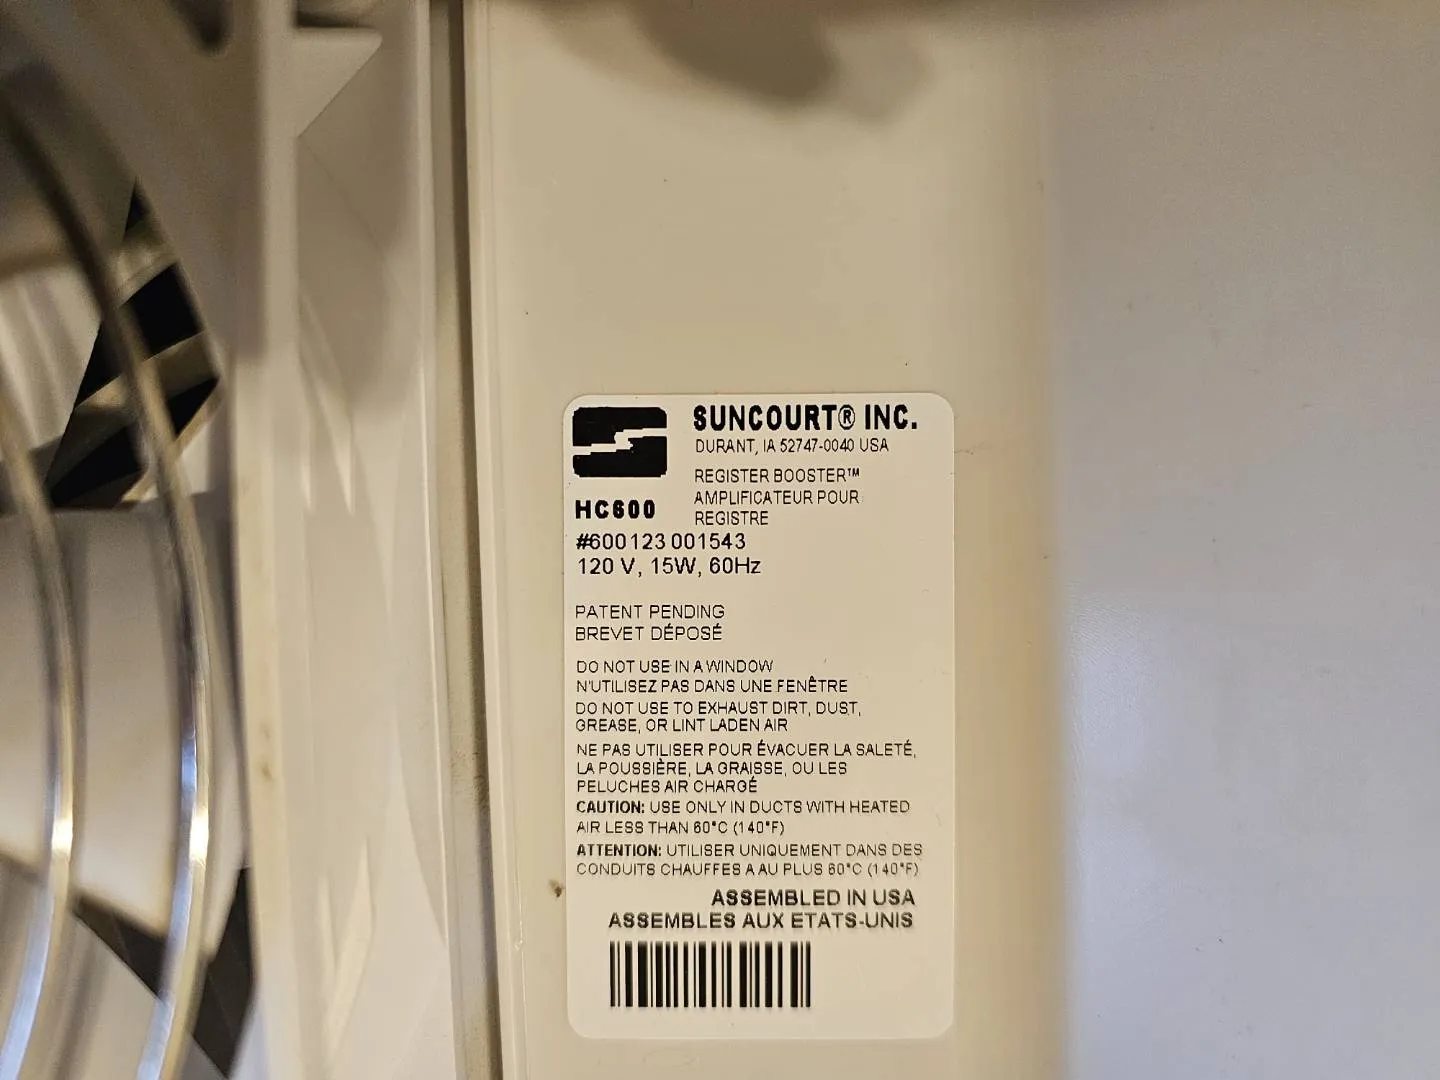 SUNCOURT® INC.
DURANT, IA 52747-0040 USA
REGISTER BOOSTER™
AMPLIFICATEUR POUR
REGISTRE
HC600
#600123 001543
120 V, 15W, 60Hz
PATENT PENDING
BREVET DÉPOSÉ
DO NOT USE IN A WINDOW
N'UTILISEZ PAS DANS UNE FENÊTRE
DO NOT USE TO EXHAUST DIRT, DUST,
GREASE, OR LINT LADEN AIR
NE PAS UTILISER POUR ÉVACUER LA SALETÉ,
LA POUSSIÈRE, LA GRAISSE, OU LES
PELUCHES AIR CHARGÉ
CAUTION: USE ONLY IN DUCTS WITH HEATED
AIR LESS THAN 60°C (140°F)
ATTENTION: UTILISER UNIQUEMENT DANS DES
CONDUITS CHAUFFES A AU PLUS 60°C (140°F)
ASSEMBLED IN USA
ASSEMBLES AUX ETATS-UNIS